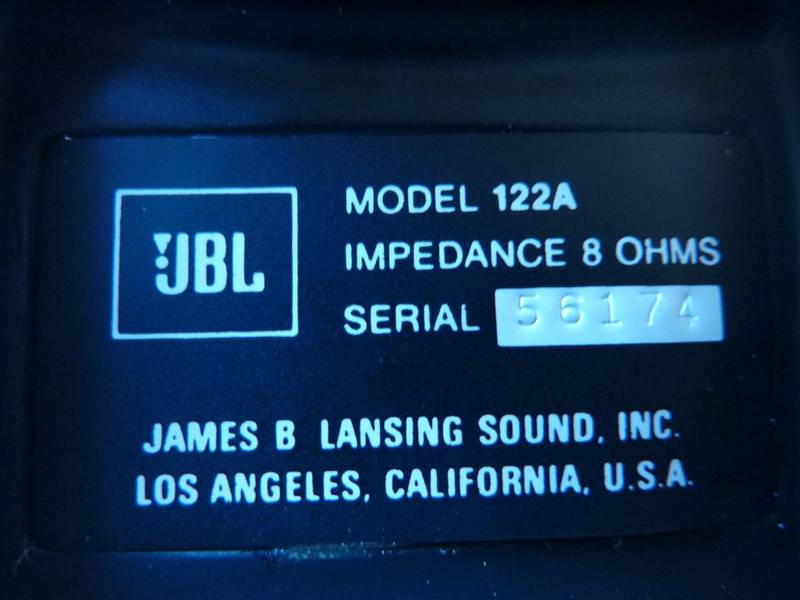 JBL
MODEL 122A
IMPEDANCE 8 OHMS
SERIAL 56174
JAMES B LANSING SOUND, INC.
LOS ANGELES, CALIFORNIA, U.S.A.